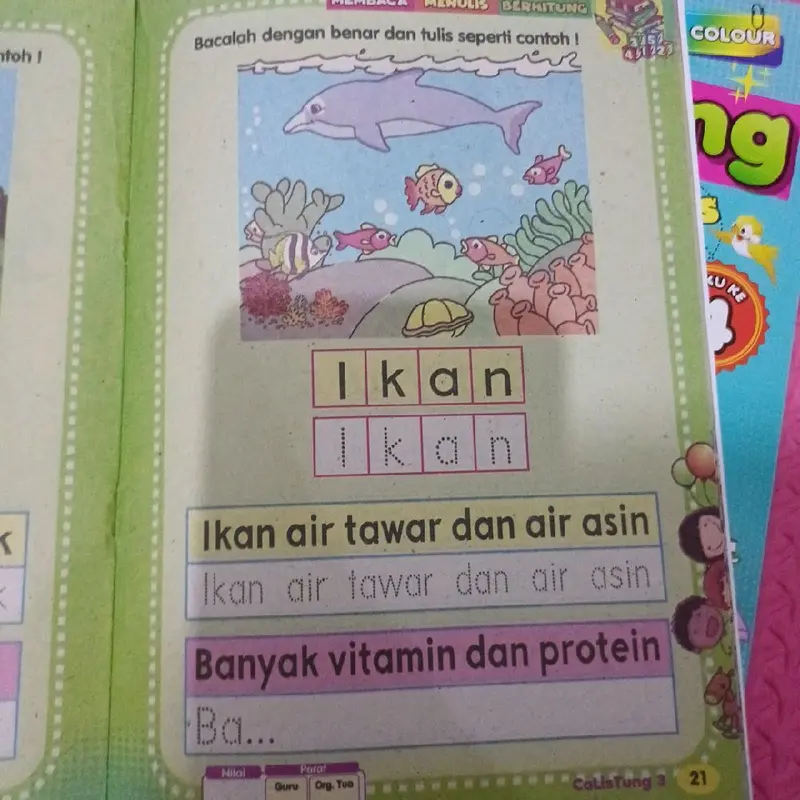 MEMBACA MENULIS BERHITUNG
Bacalah dengan benar dan tulis seperti contoh !
Ikan
Ikan
Ikan air tawar dan air asin
Ikan air tawar dan air asin
Banyak vitamin dan protein
Ba...
Nilai
Paraf
Guru
Org. Tua
CaLisTung 3
21
COLOUR